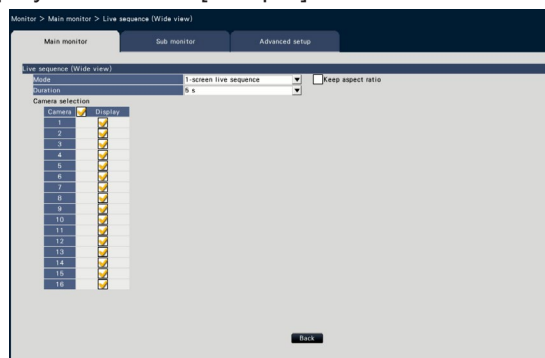 Monitor > Main monitor > Live sequence (Wide view)
Main monitor Sub monitor Advanced setup
Live sequence (Wide view)
Mode 1-screen live sequence Keep aspect ratio
Duration 6 s
Camera selection
Camera Display
1
2
3
4
5
6
7
8
9
10
11
12
13
14
15
16
Back